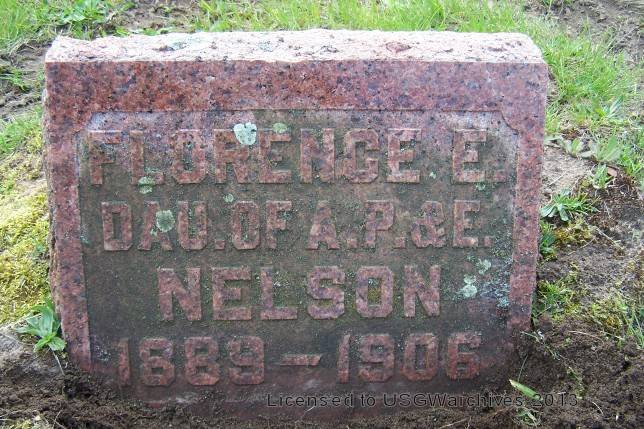 FLORENCE E.
DAU. OF A. P. & E.
NELSON
1889 – 1906
Licensed to USGWarchives 2013